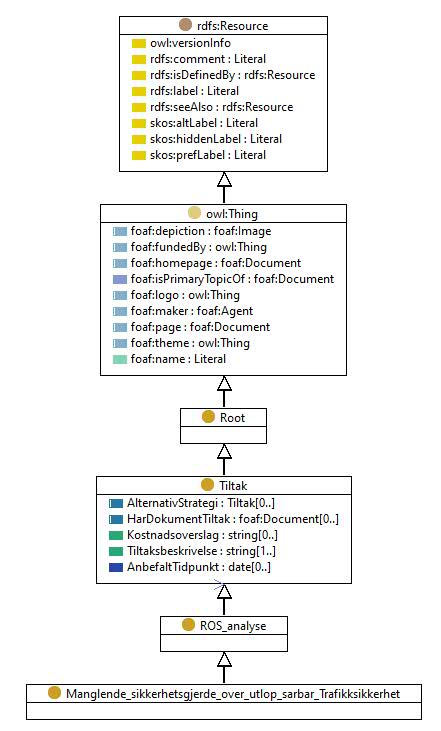 rdfs:Resource
owl:versionInfo
rdfs:comment : Literal
rdfs:isDefinedBy : rdfs:Resource
rdfs:label : Literal
rdfs:seeAlso : rdfs:Resource
skos:altLabel : Literal
skos:hiddenLabel : Literal
skos:prefLabel : Literal
owl:Thing
foaf:depiction : foaf:Image
foaf:fundedBy : owl:Thing
foaf:homepage : foaf:Document
foaf:isPrimaryTopicOf : foaf:Document
foaf:logo : owl:Thing
foaf:maker : foaf:Agent
foaf:page : foaf:Document
foaf:theme : owl:Thing
foaf:name : Literal
Root
Tiltak
AlternativStrategi : Tiltak[0..]
HarDokumentTiltak : foaf:Document[0..]
Kostnadsoverslag : string[0..]
Tiltaksbeskrivelse : string[1..]
AnbefaltTidpunkt : date[0..]
ROS_analyse
Manglende_sikkerhetsgjerde_over_utlop_sarbar_Trafikksikkerhet